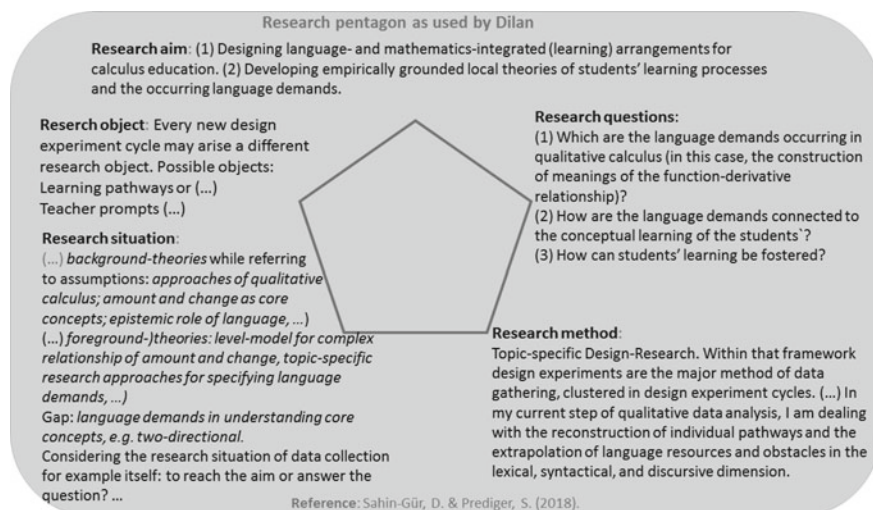 Research pentagon as used by Dilan
Research aim: (1) Designing language- and mathematics-integrated (learning) arrangements for
calculus education. (2) Developing empirically grounded local theories of students' learning processes
and the occurring language demands.
Reserch object: Every new design
experiment cycle may arise a different
research object. Possible objects:
Learning pathways or (...)
Teacher prompts (...)
Research situation:
(...) background-theories while referring
to assumptions: approaches of qualitative
calculus; amount and change as core
concepts; epistemic role of language, ...)
(...) foreground-)theories: level-model for complex
relationship of amount and change, topic-specific
research approaches for specifying language
demands, ...)
Gap: language demands in understanding core
concepts, e.g. two-directional.
Considering the research situation of data collection
for example itself: to reach the aim or answer the
question? ...
Research questions:
(1) Which are the language demands occurring in
qualitative calculus (in this case, the construction
of meanings of the function-derivative
relationship)?
(2) How are the language demands connected to
the conceptual learning of the students`?
(3) How can students' learning be fostered?
Research method:
Topic-specific Design-Research. Within that framework
design experiments are the major method of data
gathering, clustered in design experiment cycles. (...) In
my current step of qualitative data analysis, I am dealing
with the reconstruction of individual pathways and the
extrapolation of language resources and obstacles in the
lexical, syntactical, and discursive dimension.
Reference: Sahin-Gür, D. & Prediger, S. (2018).